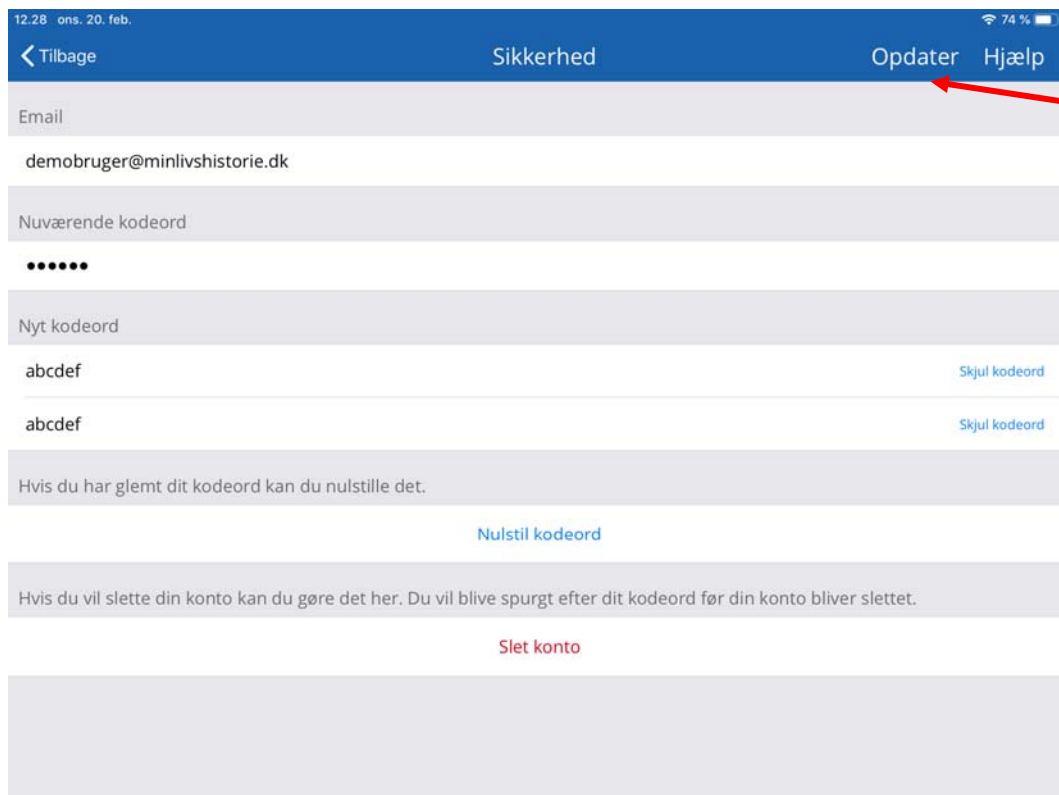 12.28 ons. 20. feb. 74 %
Tilbage Sikkerhed Opdater Hjælp
Email
demobruger@minlivshistorie.dk
Nuværende kodeord
••••••
Nyt kodeord
abcdef Skjul kodeord
abcdef Skjul kodeord
Hvis du har glemt dit kodeord kan du nulstille det.
Nulstil kodeord
Hvis du vil slette din konto kan du gøre det her. Du vil blive spurgt efter dit kodeord før din konto bliver slettet.
Slet konto